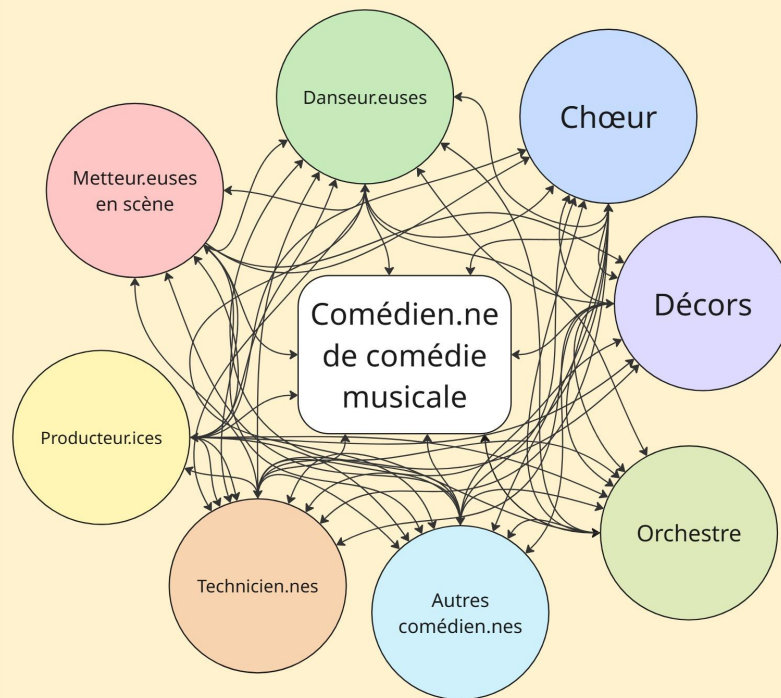 Danseur.euses
Chœur
Metteur.euses
en scène
Décors
Comédien.ne
de comédie
musicale
Producteur.ices
Orchestre
Technicien.nes
Autres
comédien.nes